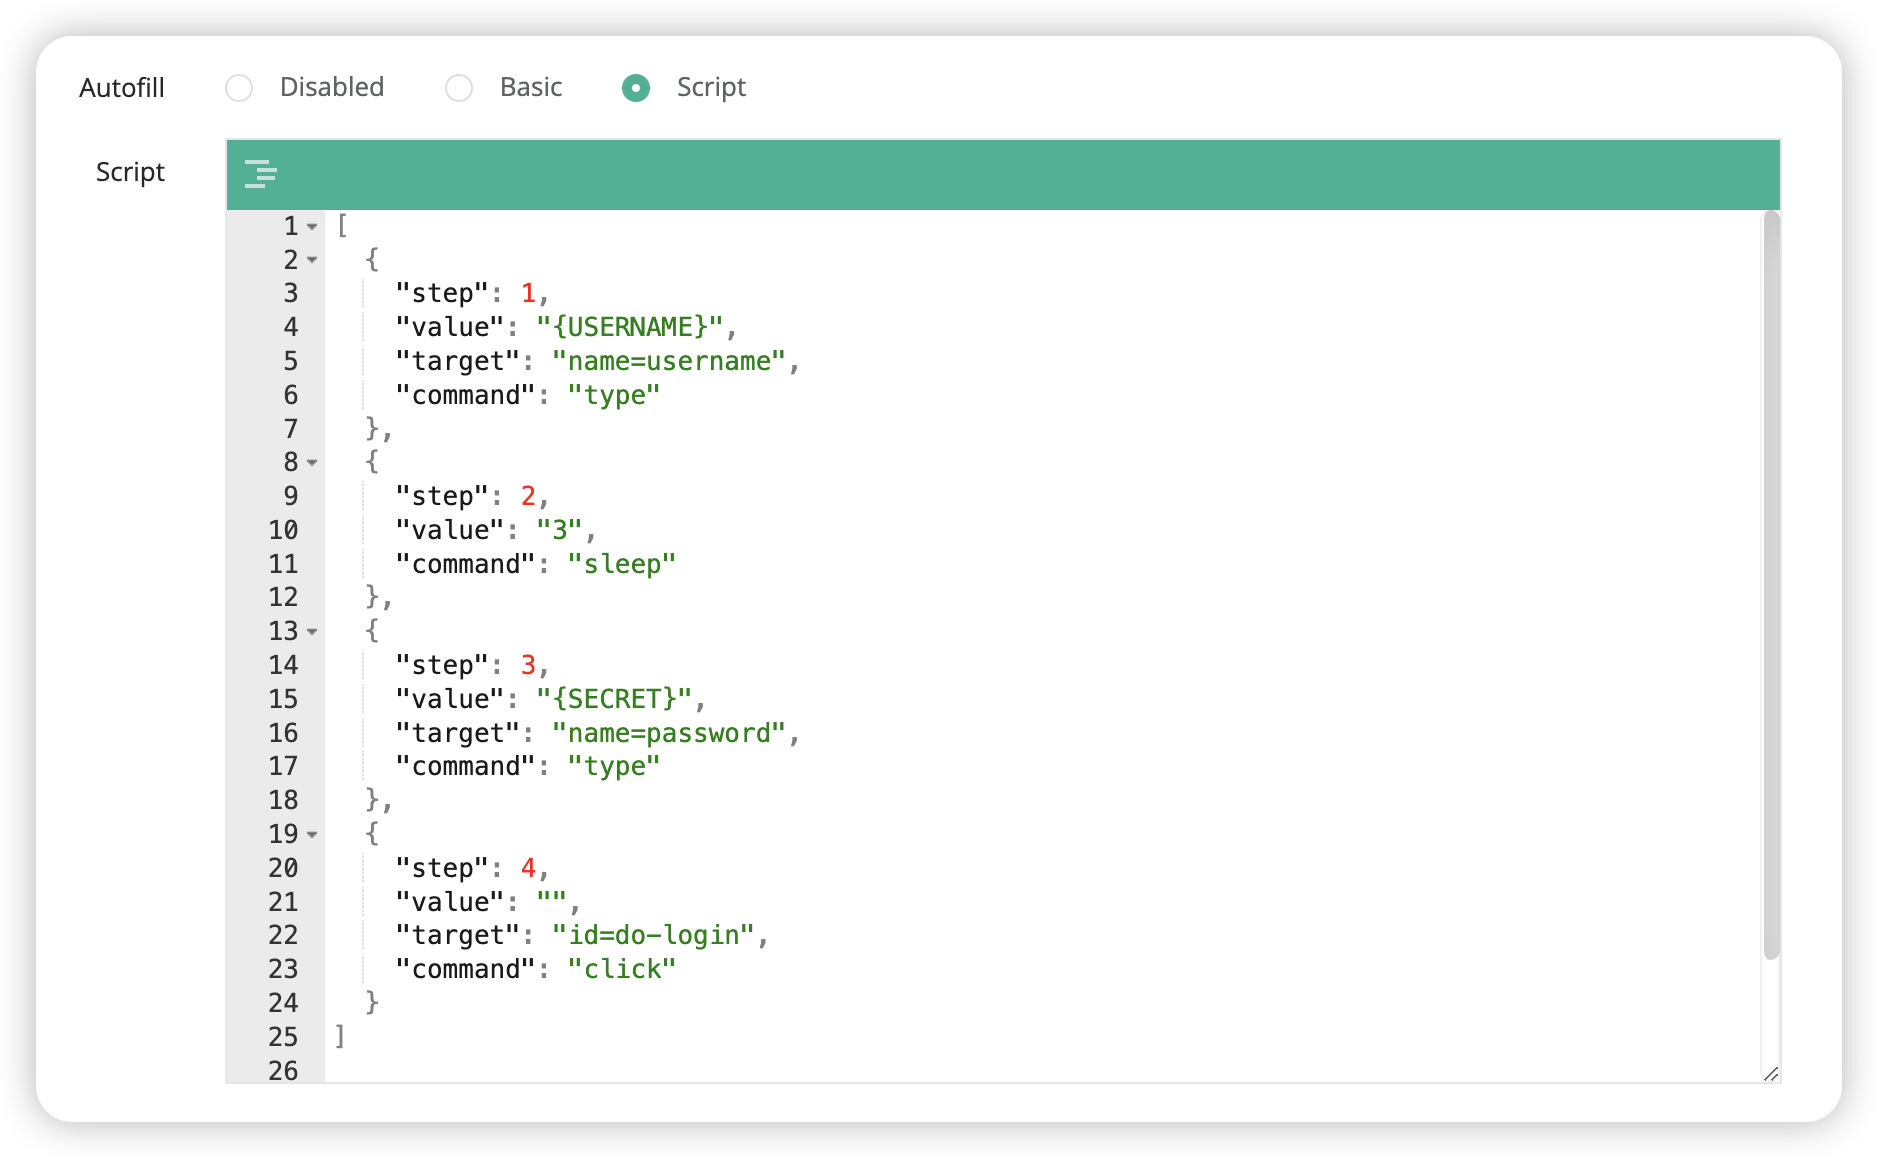 Autofill Disabled Basic Script
Script
1 [
2   {
3     "step": 1,
4     "value": "{USERNAME}",
5     "target": "name=username",
6     "command": "type"
7   },
8   {
9     "step": 2,
10     "value": "3",
11     "command": "sleep"
12   },
13   {
14     "step": 3,
15     "value": "{SECRET}",
16     "target": "name=password",
17     "command": "type"
18   },
19   {
20     "step": 4,
21     "value": "",
22     "target": "id=do-login",
23     "command": "click"
24   }
25 ]
26